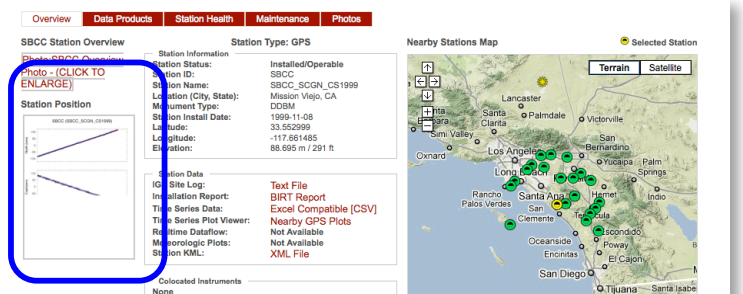 Overview
Data Products
Station Health
Maintenance
Photos
SBCC Station Overview
Station Type: GPS
Photo: SBCC Overview
Photo - (CLICK TO
ENLARGE)
Station Position
SBCC (SBCC_SCGN_CS1999)
Station Information
Station Status: Installed/Operable
Station ID: SBCC
Station Name: SBCC_SCGN_CS1999
Location (City, State): Mission Viejo, CA
Monument Type: DDBM
Station Install Date: 1999-11-08
Latitude: 33.552999
Longitude: -117.661485
Elevation: 88.695 m / 291 ft
Station Data
IGS Site Log: Text File
Installation Report: BIRT Report
Time Series Data: Excel Compatible [CSV]
Time Series Plot Viewer: Nearby GPS Plots
Realtime Dataflow: Not Available
Meteorologic Plots: Not Available
Station KML: XML File
Colocated Instruments
None
Nearby Stations Map
Selected Station
Terrain
Satellite
Lancaster
Palmdale
Santa
Clarita
Victorville
Simi Valley
San
Bernardino
Oxnard
Los Angeles
Yucaipa
Palm
Springs
Long Beach
Rancho
Palos Verdes
Santa Ana
Hemet
Indio
San
Clemente
Temecula
Escondido
Oceanside
Poway
Encinitas
El Cajon
San Diego
Tijuana
Santa Isabe